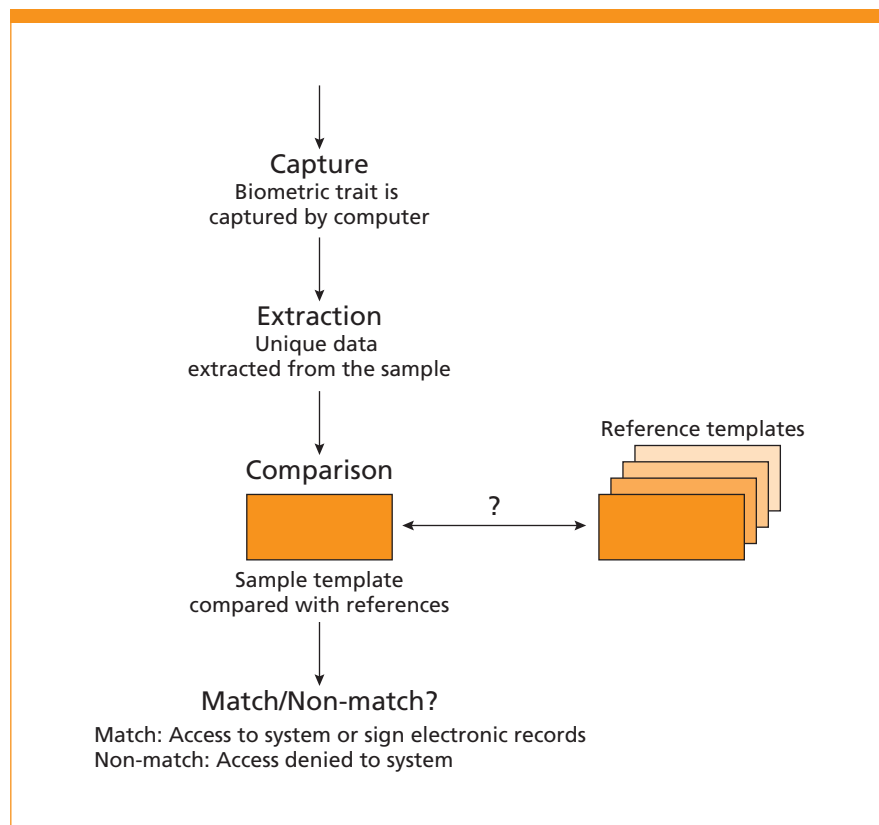 Capture
Biometric trait is
captured by computer
Extraction
Unique data
extracted from the sample
Reference templates
Comparison
?
Sample template
compared with references
Match/Non-match?
Match: Access to system or sign electronic records
Non-match: Access denied to system